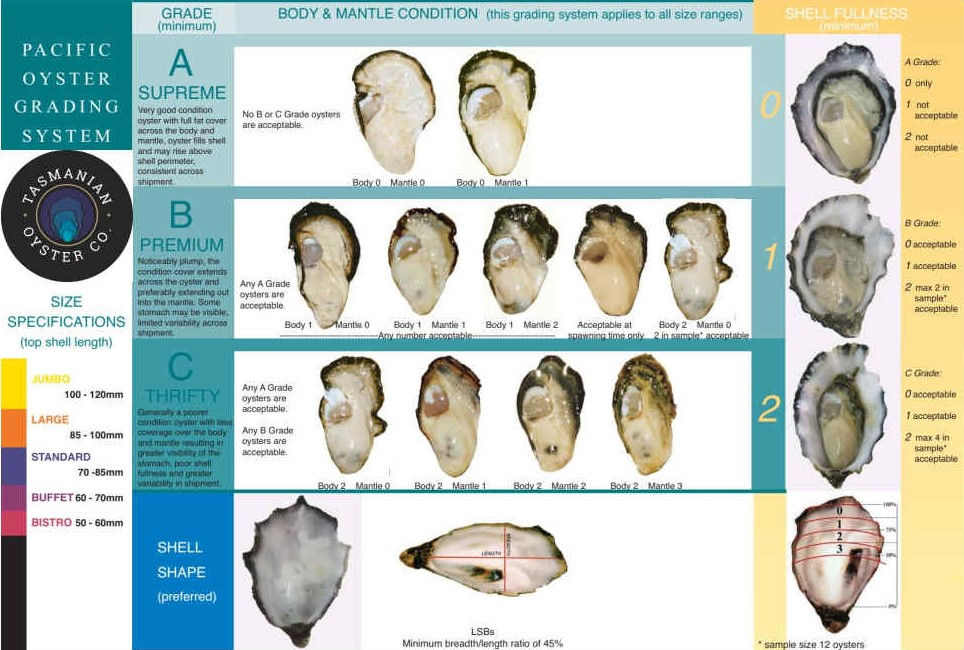 PACIFIC
OYSTER
GRADING
SYSTEM
TASMANIAN
OYSTER CO.
SIZE
SPECIFICATIONS
(top shell length)
JUMBO
100 - 120mm
LARGE
85 - 100mm
STANDARD
70 -85mm
BUFFET 60 - 70mm
BISTRO 50 - 60mm
GRADE
(minimum)
BODY & MANTLE CONDITION (this grading system applies to all size ranges)
SHELL FULLNESS
(minimum)
A
SUPREME
Very good condition
oyster with full fat cover
across the body and
mantle, oyster fills shell
and may rise above
shell perimeter,
consistent across
shipment.
No B or C Grade oysters
are acceptable.
Body 0 Mantle 0
Body 0 Mantle 1
0
A Grade:
0 only
1 not
acceptable
2 not
acceptable
B
PREMIUM
Noticeably plump, the
condition cover extends
across the oyster and
preferably extending out
into the mantle. Some
stomach may be visible,
limited variability across
shipment.
Any A Grade
oysters are
acceptable.
Body 1 Mantle 0
Body 1 Mantle 1
Body 1 Mantle 2
Any number acceptable
Acceptable at
spawning time only
Body 2 Mantle 0
2 in sample* acceptable
1
B Grade:
0 acceptable
1 acceptable
2 max 2 in
sample*
acceptable
C
THRIFTY
Generally a poorer
condition oyster with less
coverage over the body
and mantle resulting in
greater visibility of the
stomach, poor shell
fullness and greater
variability in shipment.
Any A Grade
oysters are
acceptable.
Any B Grade
oysters are
acceptable.
Body 2 Mantle 0
Body 2 Mantle 1
Body 2 Mantle 2
Body 2 Mantle 3
2
C Grade:
0 acceptable
1 acceptable
2 max 4 in
sample*
acceptable
SHELL
SHAPE
(preferred)
LENGTH
BREADTH
LSBs
Minimum breadth/length ratio of 45%
0
1
2
3
100%
75%
50%
0%
* sample size 12 oysters